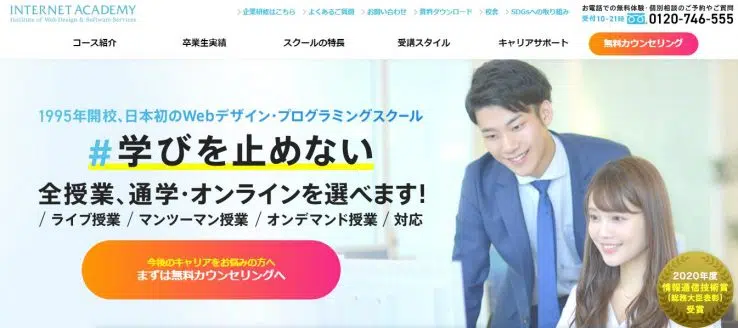 INTERNET ACADEMY
Institute of Web Design & Software Services
企業研修はこちら
よくあるご質問
お問い合わせ
資料ダウンロード
校舎
SDGsへの取り組み
お電話での無料体験・個別相談のご予約やご質問
受付10-21時
0120-746-555
コース紹介
卒業生実績
スクールの特長
受講スタイル
キャリアサポート
無料カウンセリング
1995年開校、日本初のWebデザイン・プログラミングスクール
#学びを止めない
全授業、通学・オンラインを選べます!
/ ライブ授業 / マンツーマン授業 / オンデマンド授業 / 対応
今後のキャリアをお悩みの方へ
まずは無料カウンセリングへ
2020年度
情報通信技術賞
(総務大臣表彰)
受賞